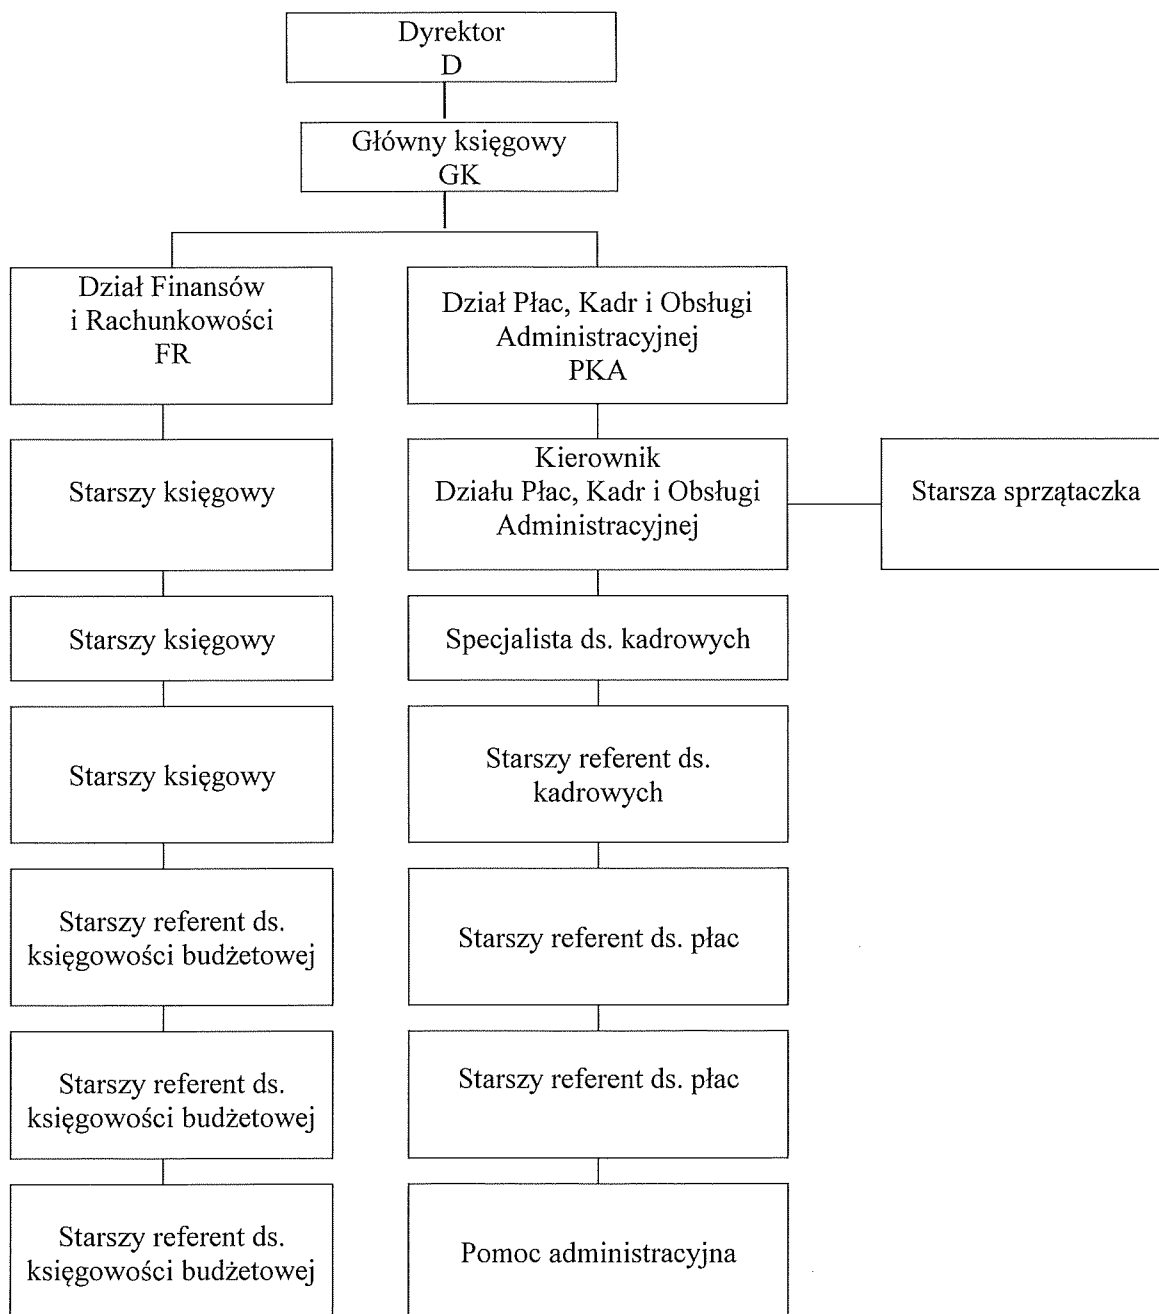 Dyrektor
D
Główny księgowy
GK
Dział Finansów
i Rachunkowości
FR
Dział Płac, Kadr i Obsługi
Administracyjnej
PKA
Starszy księgowy
Kierownik
Działu Płac, Kadr i Obsługi
Administracyjnej
Starsza sprzątaczka
Starszy księgowy
Specjalista ds. kadrowych
Starszy księgowy
Starszy referent ds.
kadrowych
Starszy referent ds.
księgowości budżetowej
Starszy referent ds. płac
Starszy referent ds.
księgowości budżetowej
Starszy referent ds. płac
Starszy referent ds.
księgowości budżetowej
Pomoc administracyjna